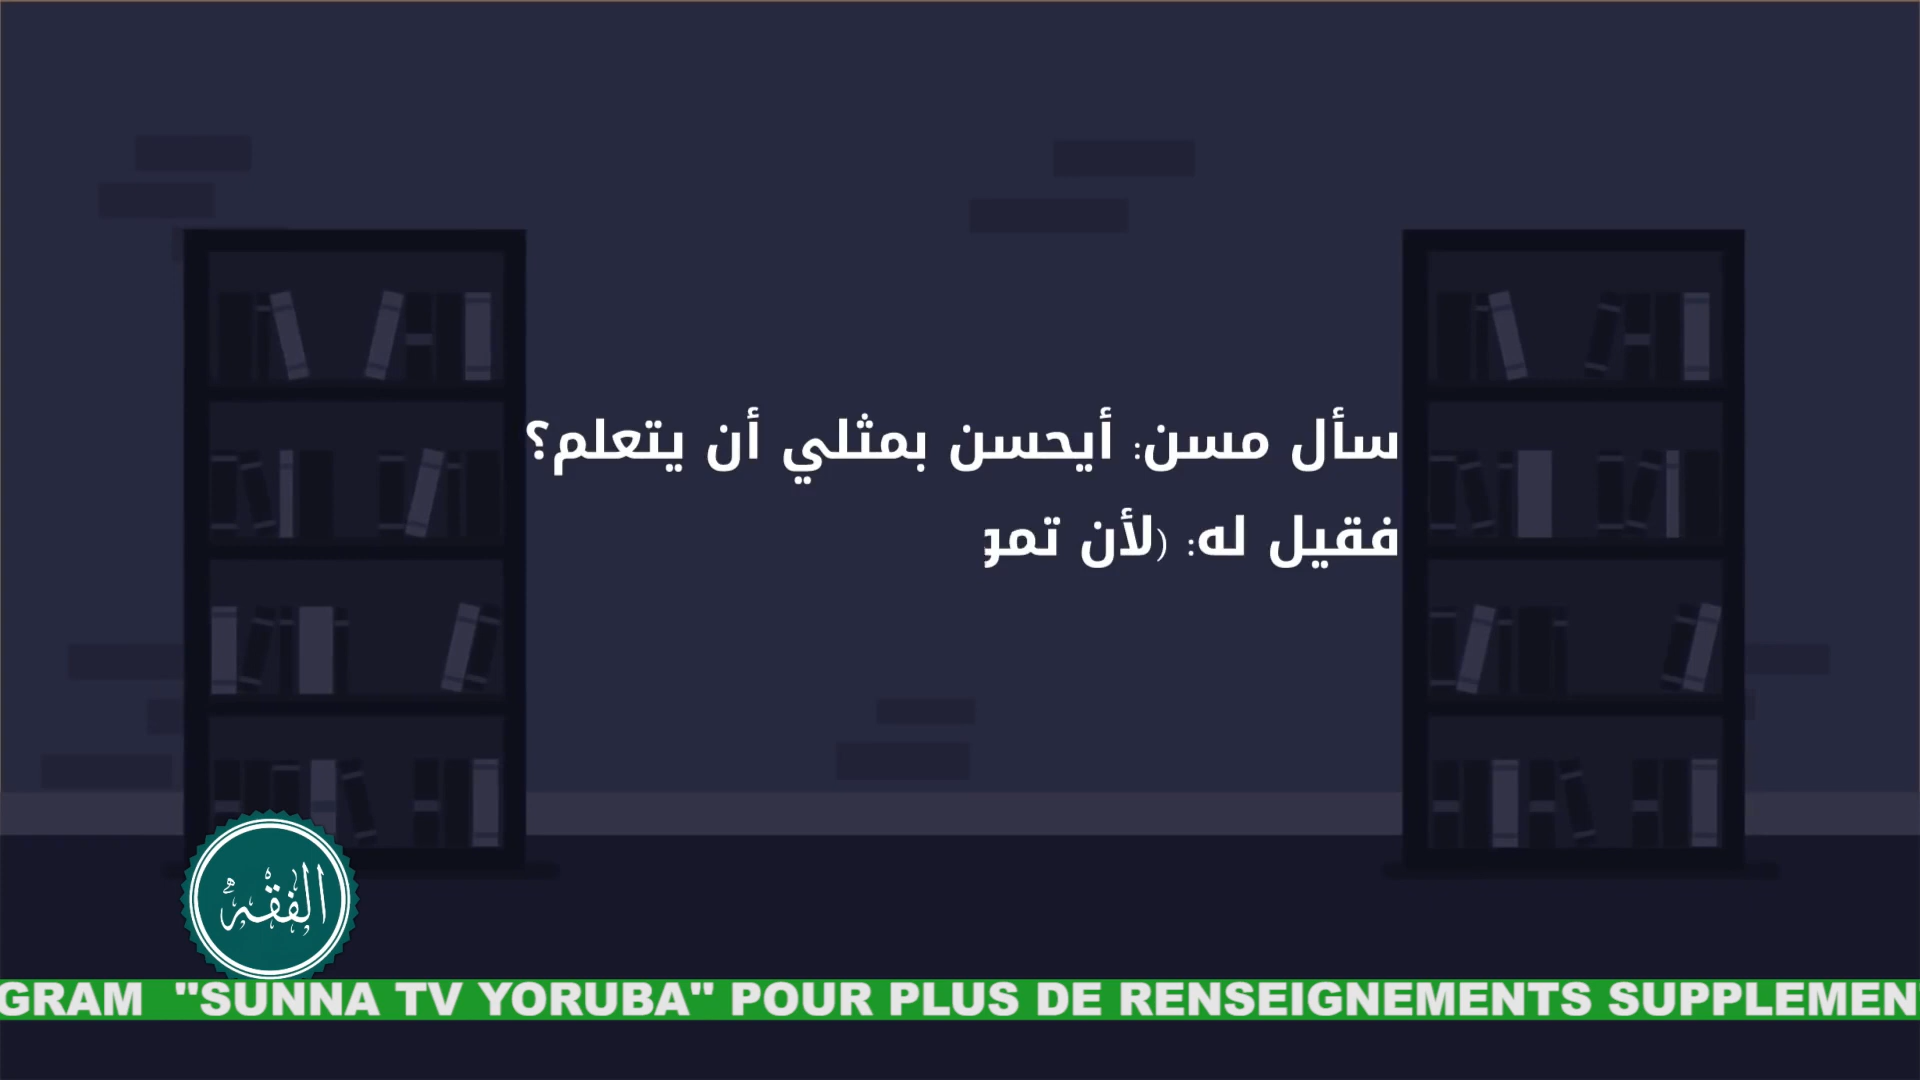 سأل مسن: أيحسن بمثلي أن يتعلم؟
فقيل له: (لأن تمو
الفقه
GRAM "SUNNA TV YORUBA" POUR PLUS DE RENSEIGNEMENTS SUPPLEMEN